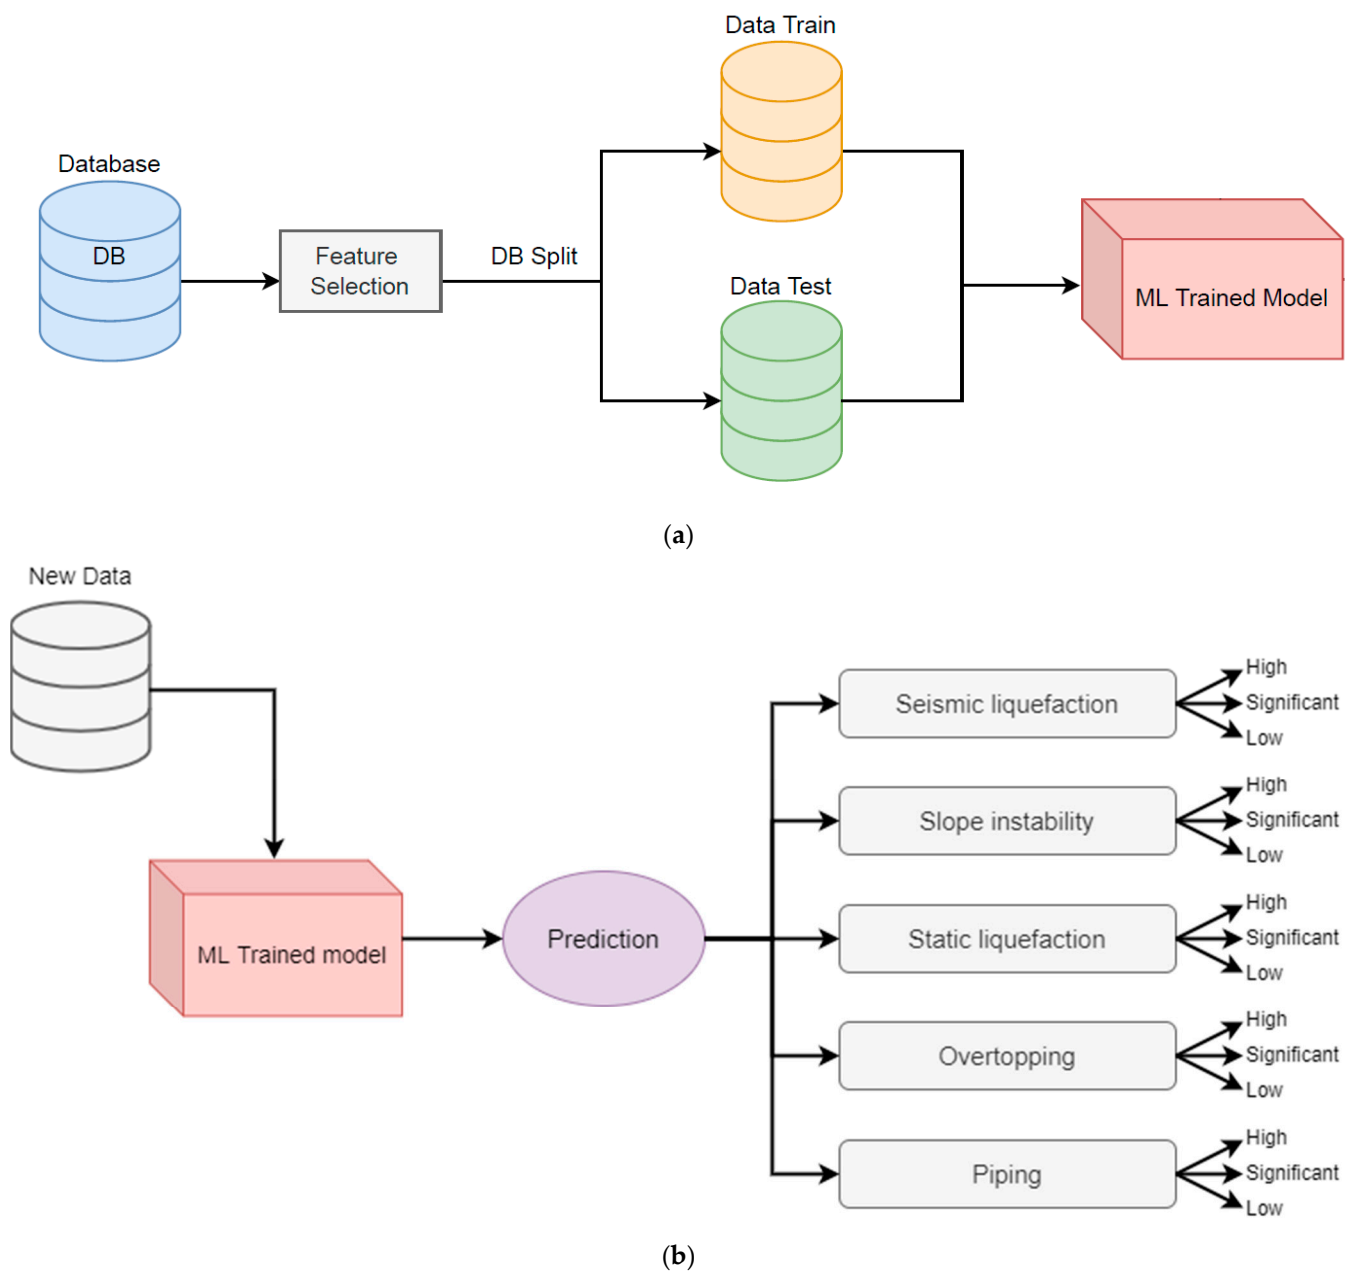 Data Train
Database
DB
Feature
Selection
DB Split
Data Test
ML Trained Model
(a)
New Data
ML Trained model
Prediction
Seismic liquefaction
High
Significant
Low
Slope instability
High
Significant
Low
Static liquefaction
High
Significant
Low
Overtopping
High
Significant
Low
Piping
High
Significant
Low
(b)